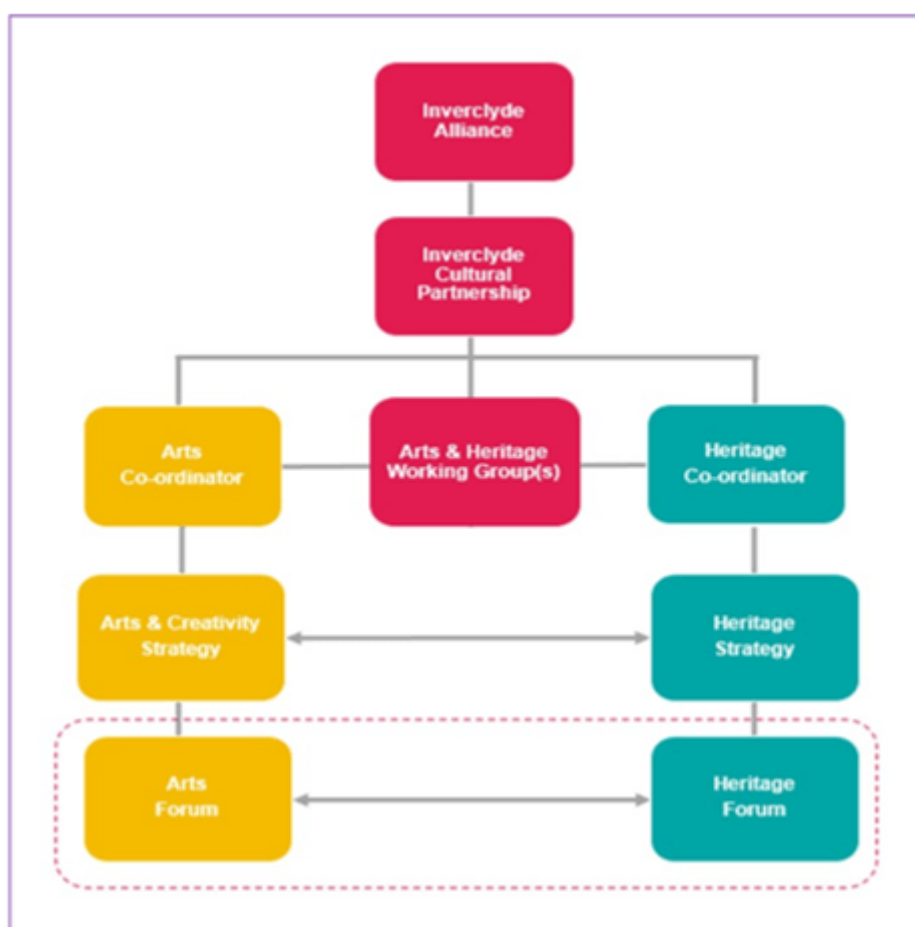 Inverclyde
Alliance
Inverclyde
Cultural
Partnership
Arts
Co-ordinator
Arts & Heritage
Working Group(s)
Heritage
Co-ordinator
Arts & Creativity
Strategy
Heritage
Strategy
Arts
Forum
Heritage
Forum